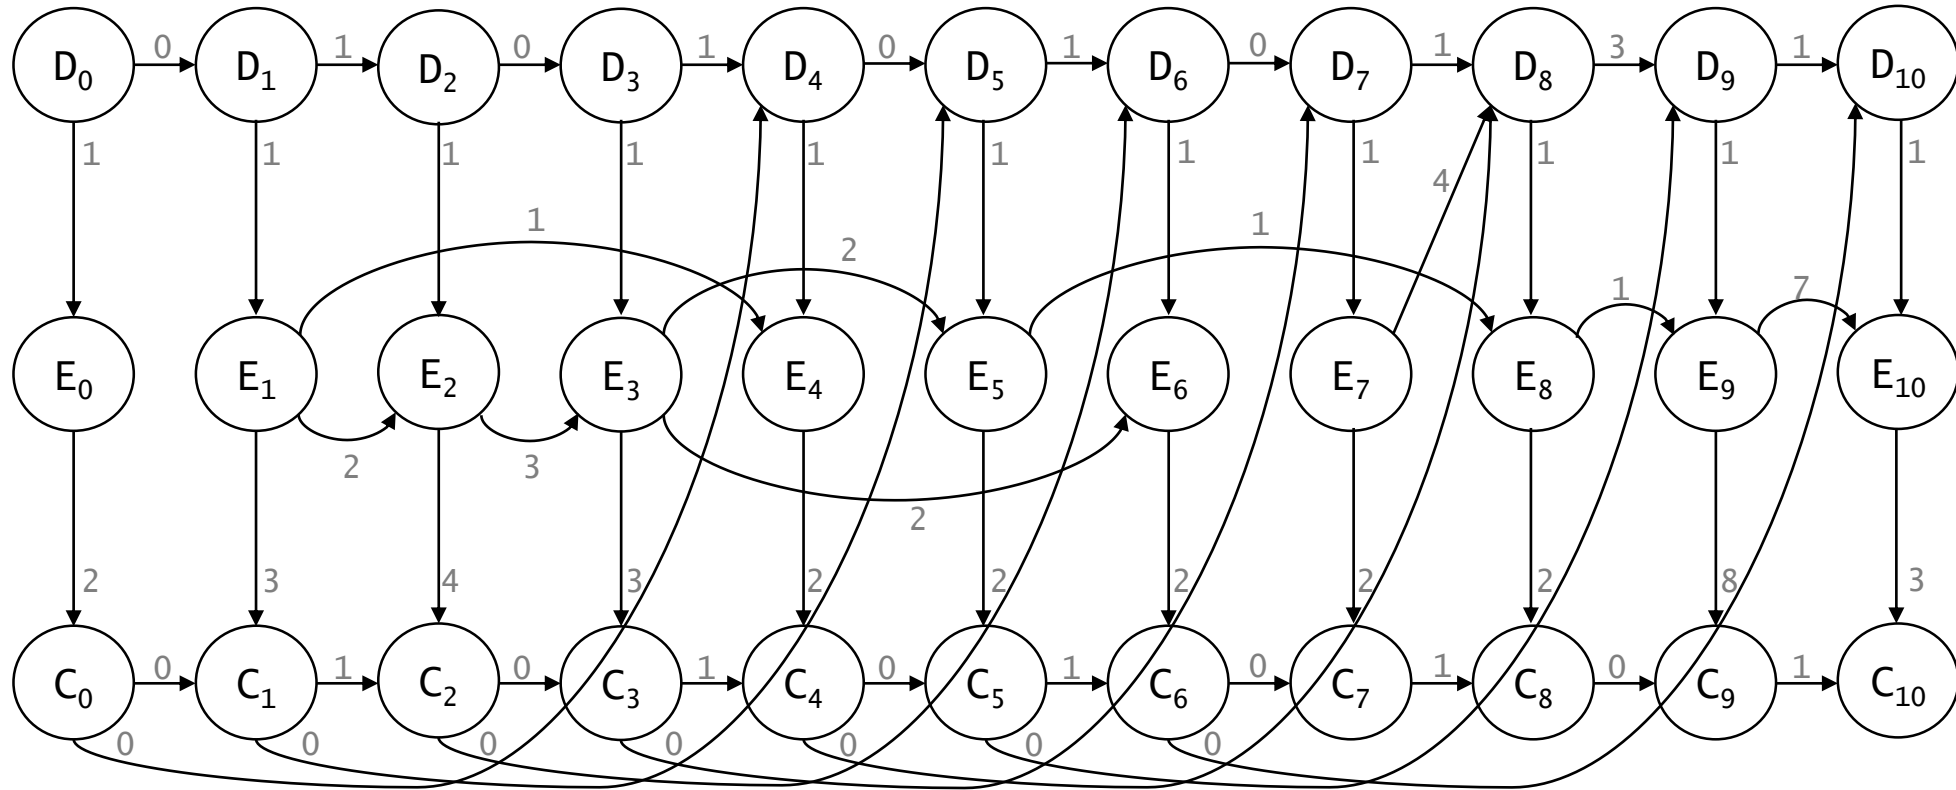 D0 0 D1 1 D2 0 D3 1 D4 0 D5 1 D6 0 D7 1 D8 3 D9 1 D10
1 1 1 1 1 1 1 1 1 1 1
4
1 2 1
1 7
E0 E1 E2 E3 E4 E5 E6 E7 E8 E9 E10
2 3
2
2 3 4 3 2 2 2 2 2 8 3
C0 0 C1 1 C2 0 C3 1 C4 0 C5 1 C6 0 C7 1 C8 0 C9 1 C10
0 0 0 0 0 0 0